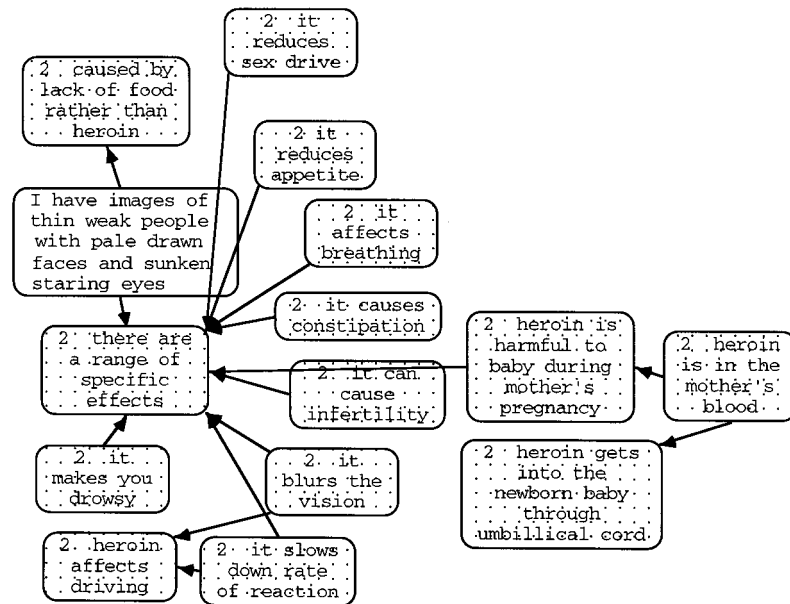 2 it
reduces
sex drive
2 caused by
lack of food
rather than
heroin
2 it
reduces
appetite
I have images of
thin weak people
with pale drawn
faces and sunken
staring eyes
2 it
affects
breathing
2 it causes
constipation
2 there are
a range of
specific
effects
2 heroin is
harmful to
baby during
mother's
pregnancy
2 heroin
is in the
mother's
blood
2 it can
cause
infertility
2 it
makes you
drowsy
2 it
blurs the
vision
2 heroin gets
into the
newborn baby
through
umbillical cord
2 heroin
affects
driving
2 it slows
down rate
of reaction